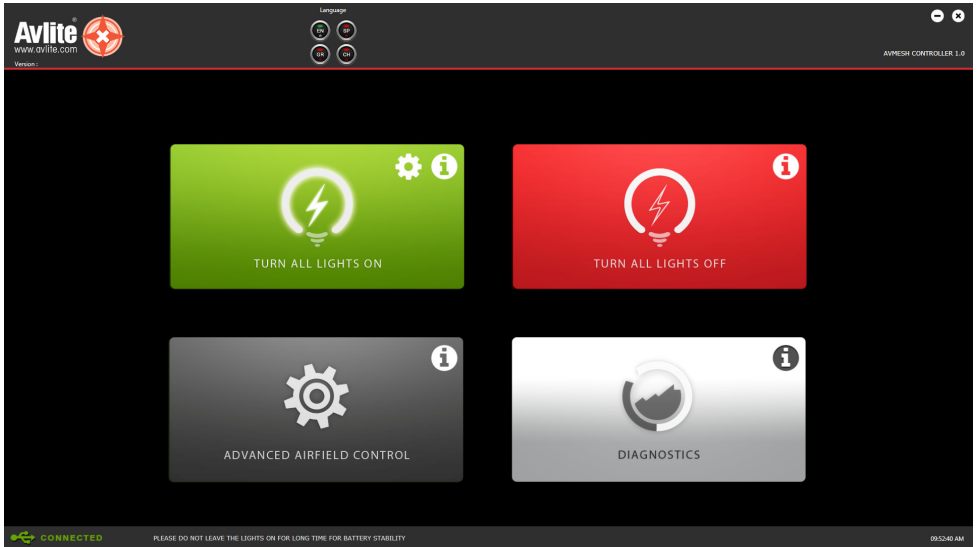 Language
Avlite®
EN SP
www.avlite.com
GR CH
AVMESH CONTROLLER 1.0
Version :
TURN ALL LIGHTS ON
TURN ALL LIGHTS OFF
ADVANCED AIRFIELD CONTROL
DIAGNOSTICS
CONNECTED
PLEASE DO NOT LEAVE THE LIGHTS ON FOR LONG TIME FOR BATTERY STABILITY
09:52:40 AM